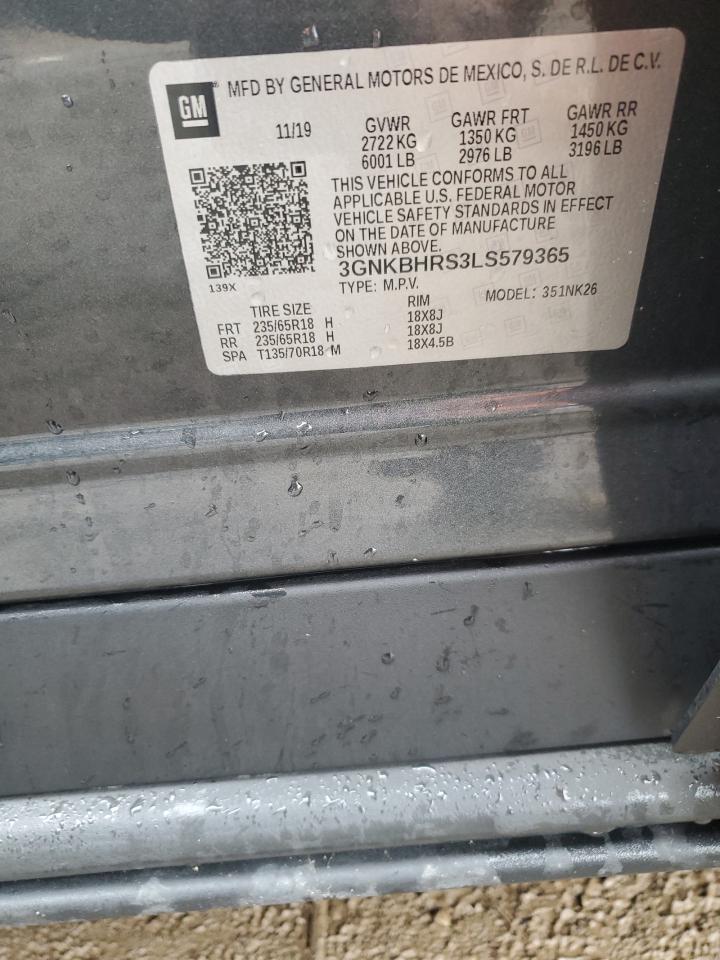 GM
MFD BY GENERAL MOTORS DE MEXICO, S. DE R.L. DE C.V.
11/19 GVWR GAWR FRT GAWR RR
2722 KG 1350 KG 1450 KG
6001 LB 2976 LB 3196 LB
THIS VEHICLE CONFORMS TO ALL
APPLICABLE U.S. FEDERAL MOTOR
VEHICLE SAFETY STANDARDS IN EFFECT
ON THE DATE OF MANUFACTURE
SHOWN ABOVE.
3GNKBHRS3LS579365
139X TYPE: M.P.V. MODEL: 351NK26
TIRE SIZE RIM
FRT 235/65R18 H 18X8J
RR 235/65R18 H 18X8J
SPA T135/70R18 M 18X4.5B